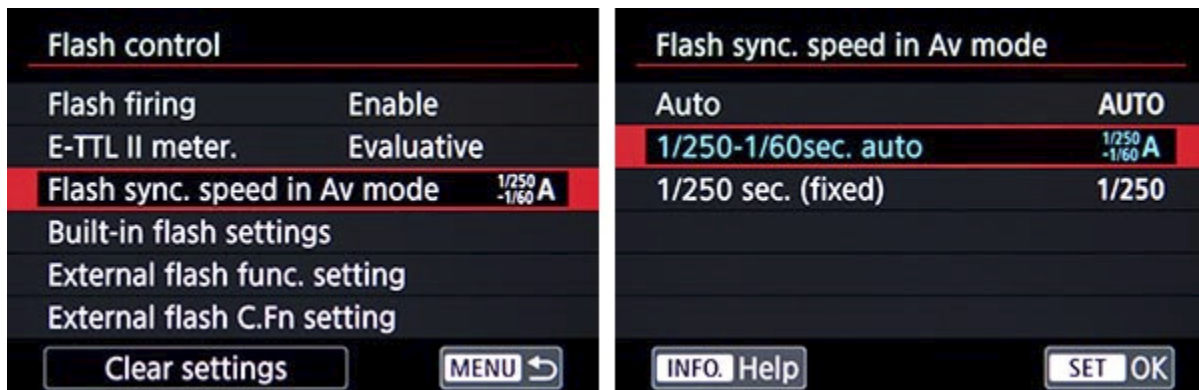 Flash control
Flash firing Enable
E-TTL II meter. Evaluative
Flash sync. speed in Av mode 1/250-1/60 A
Built-in flash settings
External flash func. setting
External flash C.Fn setting
Clear settings MENU
Flash sync. speed in Av mode
Auto AUTO
1/250-1/60sec. auto 1/250-1/60 A
1/250 sec. (fixed) 1/250
INFO. Help SET OK